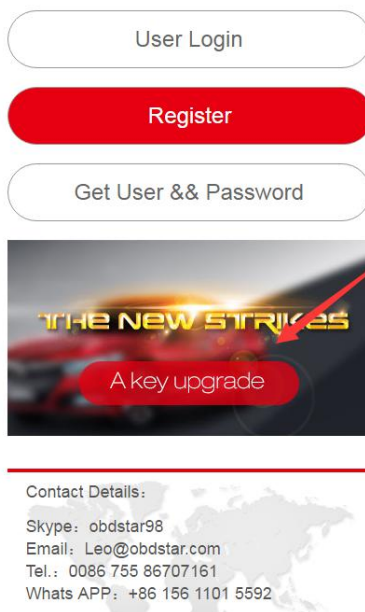 User Login
Register
Get User && Password
THE NEW STRIKES
A key upgrade
Contact Details：
Skype：obdstar98
Email：Leo@obdstar.com
Tel.：0086 755 86707161
Whats APP：+86 156 1101 5592